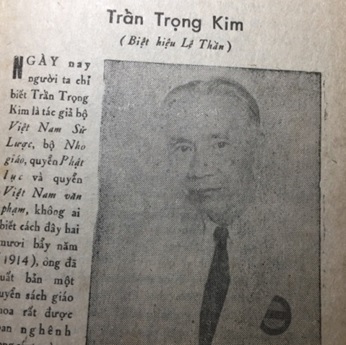 Trần Trọng Kim
(Biệt hiệu Lệ Thần)
NGÀY nay
người ta chỉ
biết Trần Trọng
Kim là tác giả bộ
Việt Nam Sử
Lược, bộ Nho
giáo, quyển Phật
lục và quyển
Việt Nam văn
phạm, không ai
biết cách đây hai
mươi bẩy năm
1914), ông đã
uất bản một
uyển sách giáo
hoa rất được
an nghênh